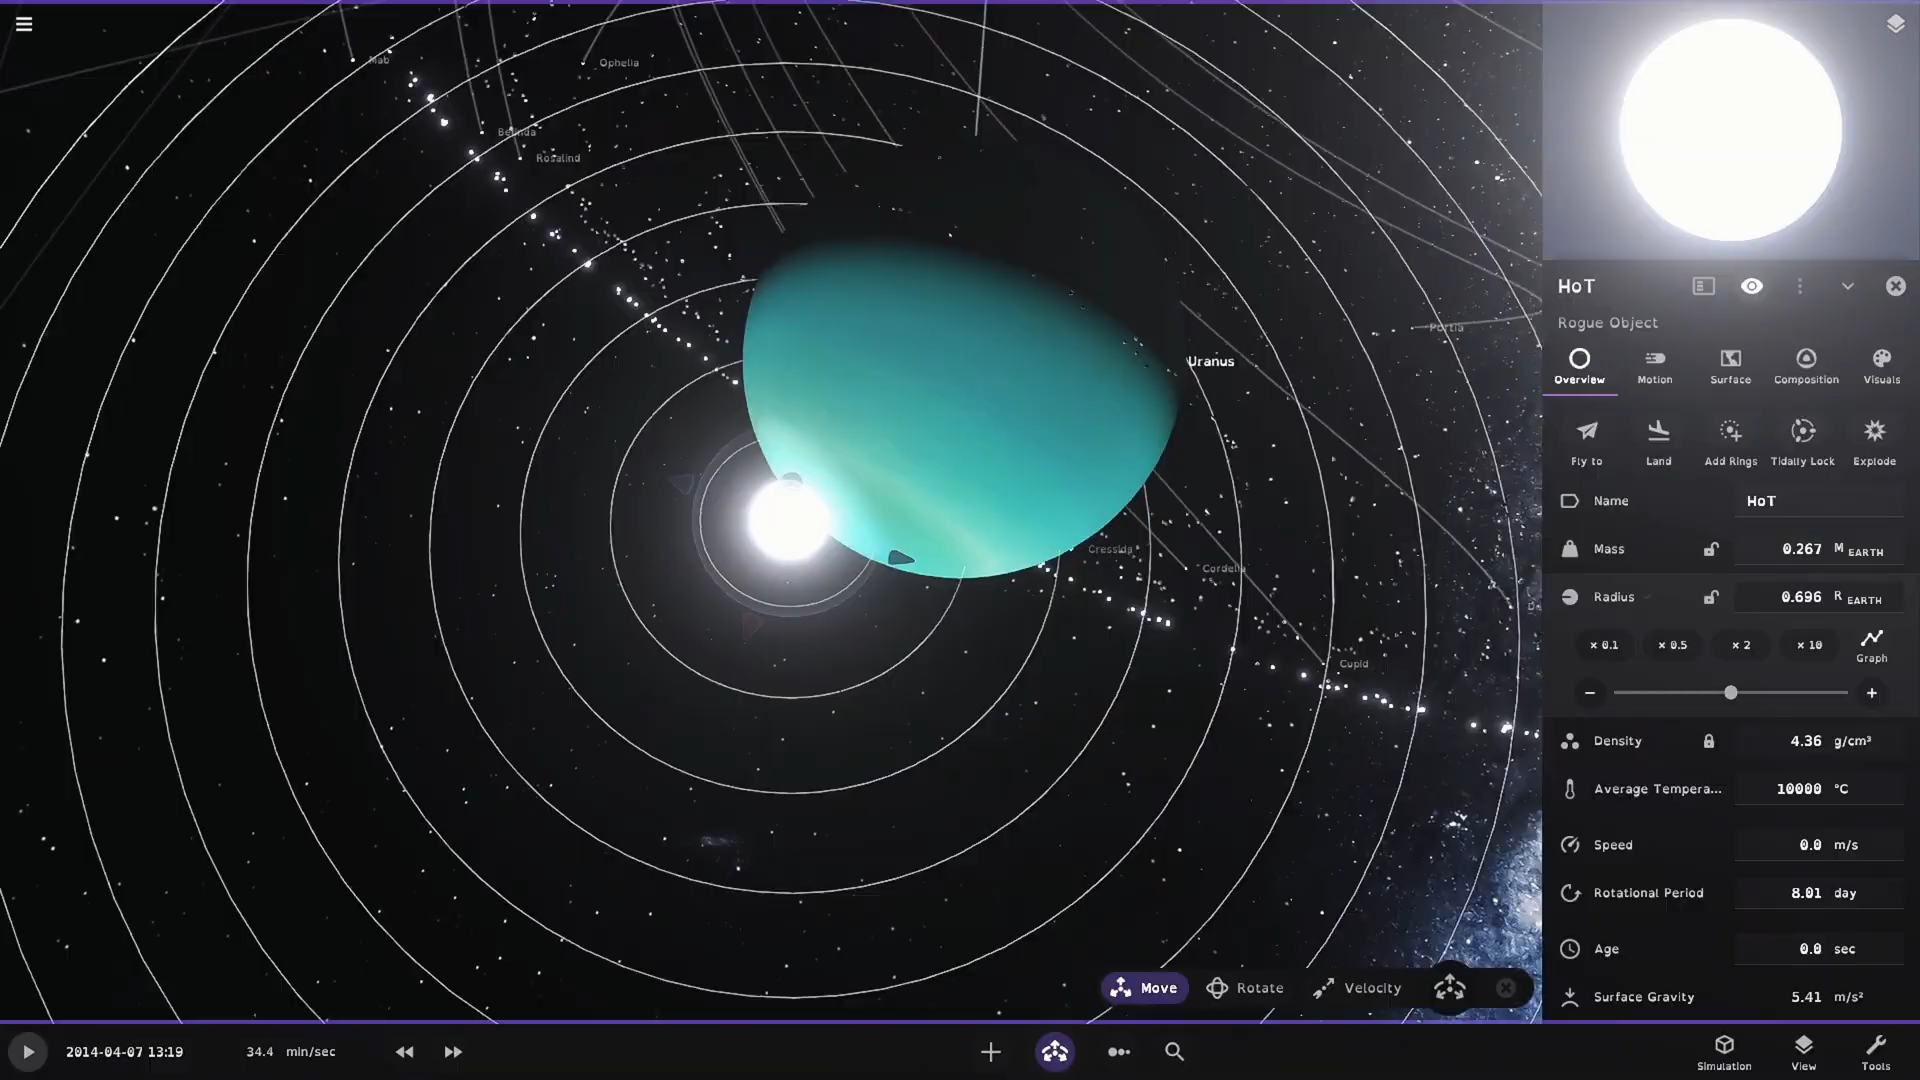 Mab
Ophelia
Belinda
Rosalind
Uranus
Portia
Cressida
Cordelia
Cupid
HoT
Rogue Object
Overview
Motion
Surface
Composition
Visuals
Fly to
Land
Add Rings
Tidally Lock
Explode
Name HoT
Mass 0.267 M EARTH
Radius 0.696 R EARTH
× 0.1 × 0.5 × 2 × 10 Graph
Density 4.36 g/cm³
Average Tempera... 10000 °C
Speed 0.0 m/s
Rotational Period 8.01 day
Age 0.0 sec
Surface Gravity 5.41 m/s²
Move Rotate Velocity
2014-04-07 13:19 34.4 min/sec
Simulation View Tools